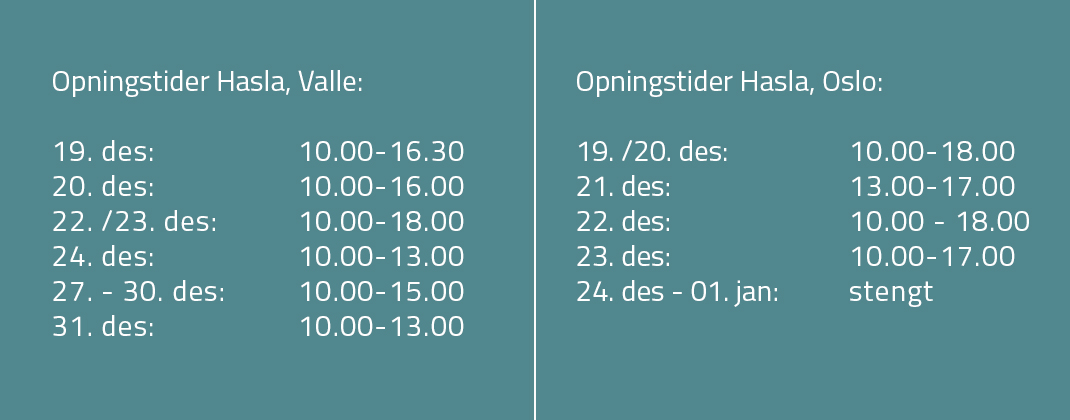 Opningstider Hasla, Valle:
19. des: 10.00-16.30
20. des: 10.00-16.00
22. /23. des: 10.00-18.00
24. des: 10.00-13.00
27. - 30. des: 10.00-15.00
31. des: 10.00-13.00
Opningstider Hasla, Oslo:
19. /20. des: 10.00-18.00
21. des: 13.00-17.00
22. des: 10.00 - 18.00
23. des: 10.00-17.00
24. des - 01. jan: stengt